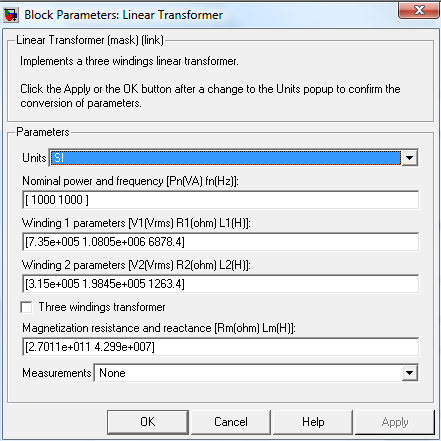 Block Parameters: Linear Transformer
Linear Transformer (mask) (link)
Implements a three windings linear transformer.
Click the Apply or the OK button after a change to the Units popup to confirm the
conversion of parameters.
Parameters
Units SI
Nominal power and frequency [Pn(VA) fn(Hz)]:
[ 1000 1000 ]
Winding 1 parameters [V1(Vrms) R1(ohm) L1(H)]:
[7.35e+005 1.0805e+006 6878.4]
Winding 2 parameters [V2(Vrms) R2(ohm) L2(H)]:
[3.15e+005 1.9845e+005 1263.4]
Three windings transformer
Magnetization resistance and reactance [Rm(ohm) Lm(H)]:
[2.7011e+011 4.299e+007]
Measurements None
OK Cancel Help Apply